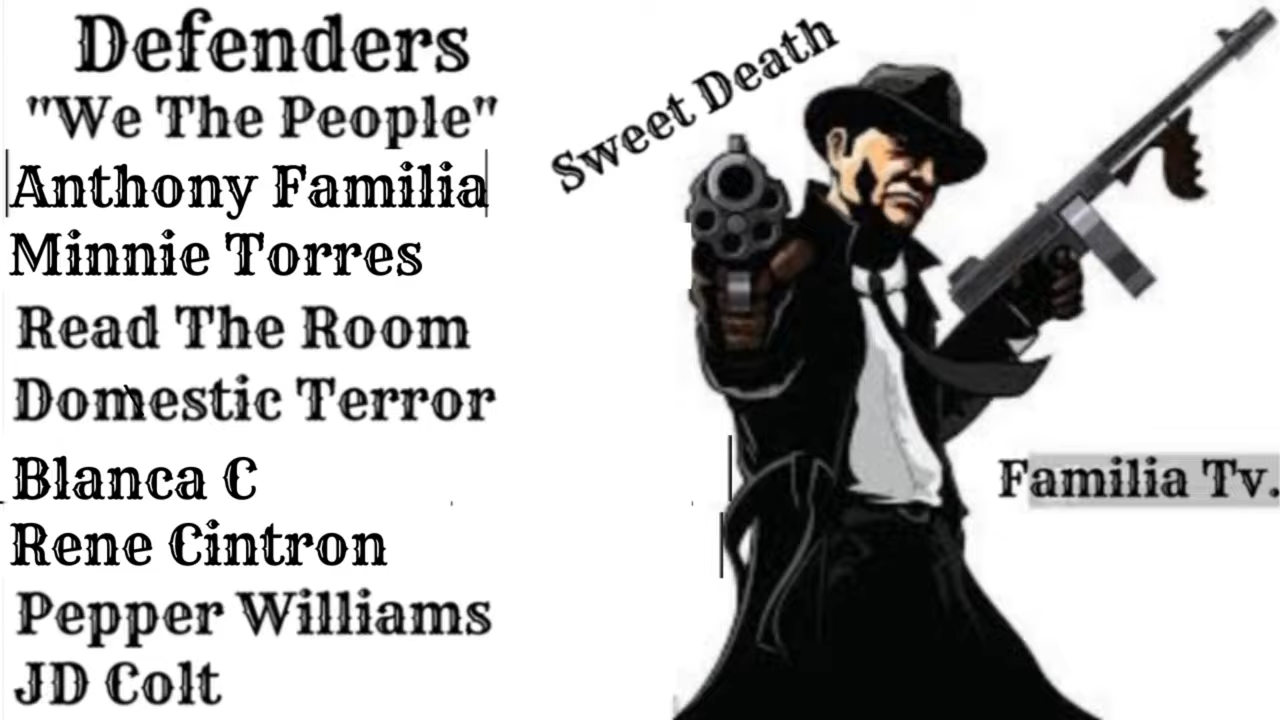 Defenders
"We The People"
Anthony Familia
Minnie Torres
Read The Room
Domestic Terror
Blanca C
Rene Cintron
Pepper Williams
JD Colt
Sweet Death
Familia Tv.